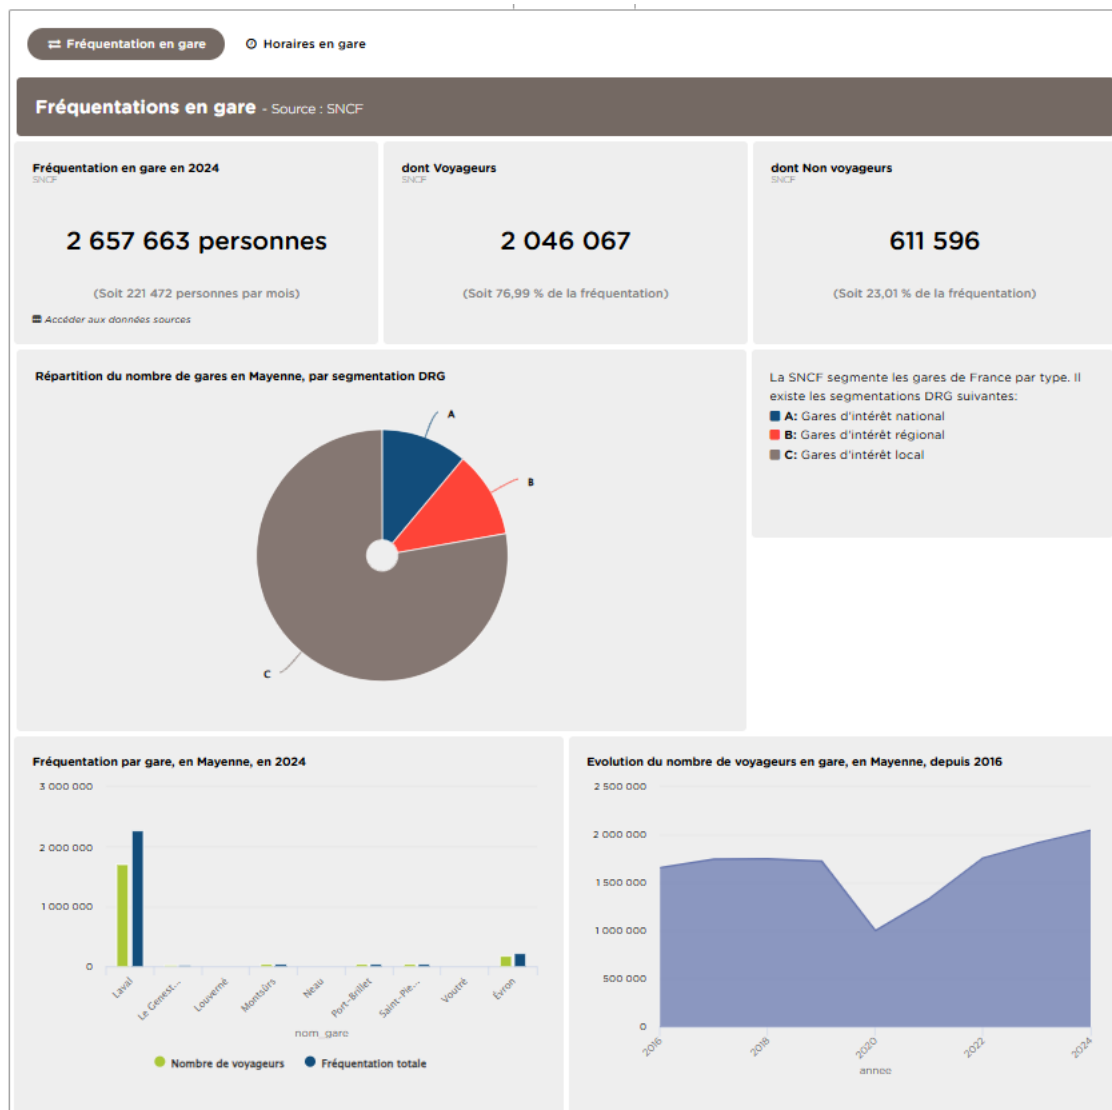 Fréquentation en gare
Horaires en gare
Fréquentations en gare - Source : SNCF
Fréquentation en gare en 2024
SNCF
2 657 663 personnes
(Soit 221 472 personnes par mois)
Accéder aux données sources
dont Voyageurs
SNCF
2 046 067
(Soit 76,99 % de la fréquentation)
dont Non voyageurs
SNCF
611 596
(Soit 23,01 % de la fréquentation)
Répartition du nombre de gares en Mayenne, par segmentation DRG
A
B
C
La SNCF segmente les gares de France par type. Il
existe les segmentations DRG suivantes:
A: Gares d'intérêt national
B: Gares d'intérêt régional
C: Gares d'intérêt local
Fréquentation par gare, en Mayenne, en 2024
3 000 000
2 000 000
1 000 000
0
Laval
Le Genest...
Louverné
Montsûrs
Neau
Port-Brillet
Saint-Pie...
Voutré
Évron
nom_gare
Nombre de voyageurs
Fréquentation totale
Evolution du nombre de voyageurs en gare, en Mayenne, depuis 2016
2 500 000
2 000 000
1 500 000
1 000 000
500 000
0
2016
2018
2020
2022
2024
annee